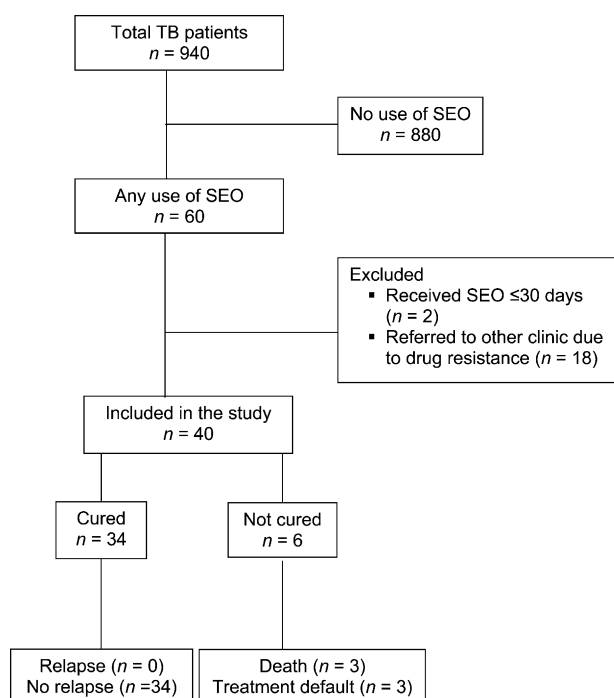 Total TB patients
n = 940
No use of SEO
n = 880
Any use of SEO
n = 60
Excluded
▪ Received SEO ≤30 days
(n = 2)
▪ Referred to other clinic due
to drug resistance (n = 18)
Included in the study
n = 40
Cured
n = 34
Not cured
n = 6
Relapse (n = 0)
No relapse (n =34)
Death (n = 3)
Treatment default (n = 3)